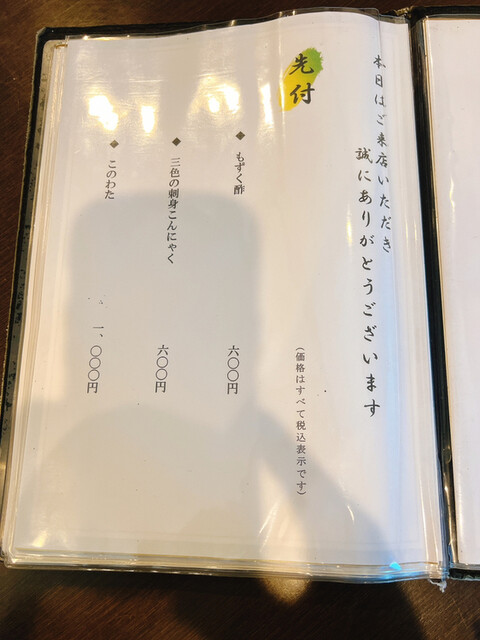 本日はご来店いただき
誠にありがとうございます
（価格はすべて税込表示です）
先付
◆もずく酢 六〇〇円
◆三色の刺身こんにゃく 六〇〇円
◆このわた 一、〇〇〇円